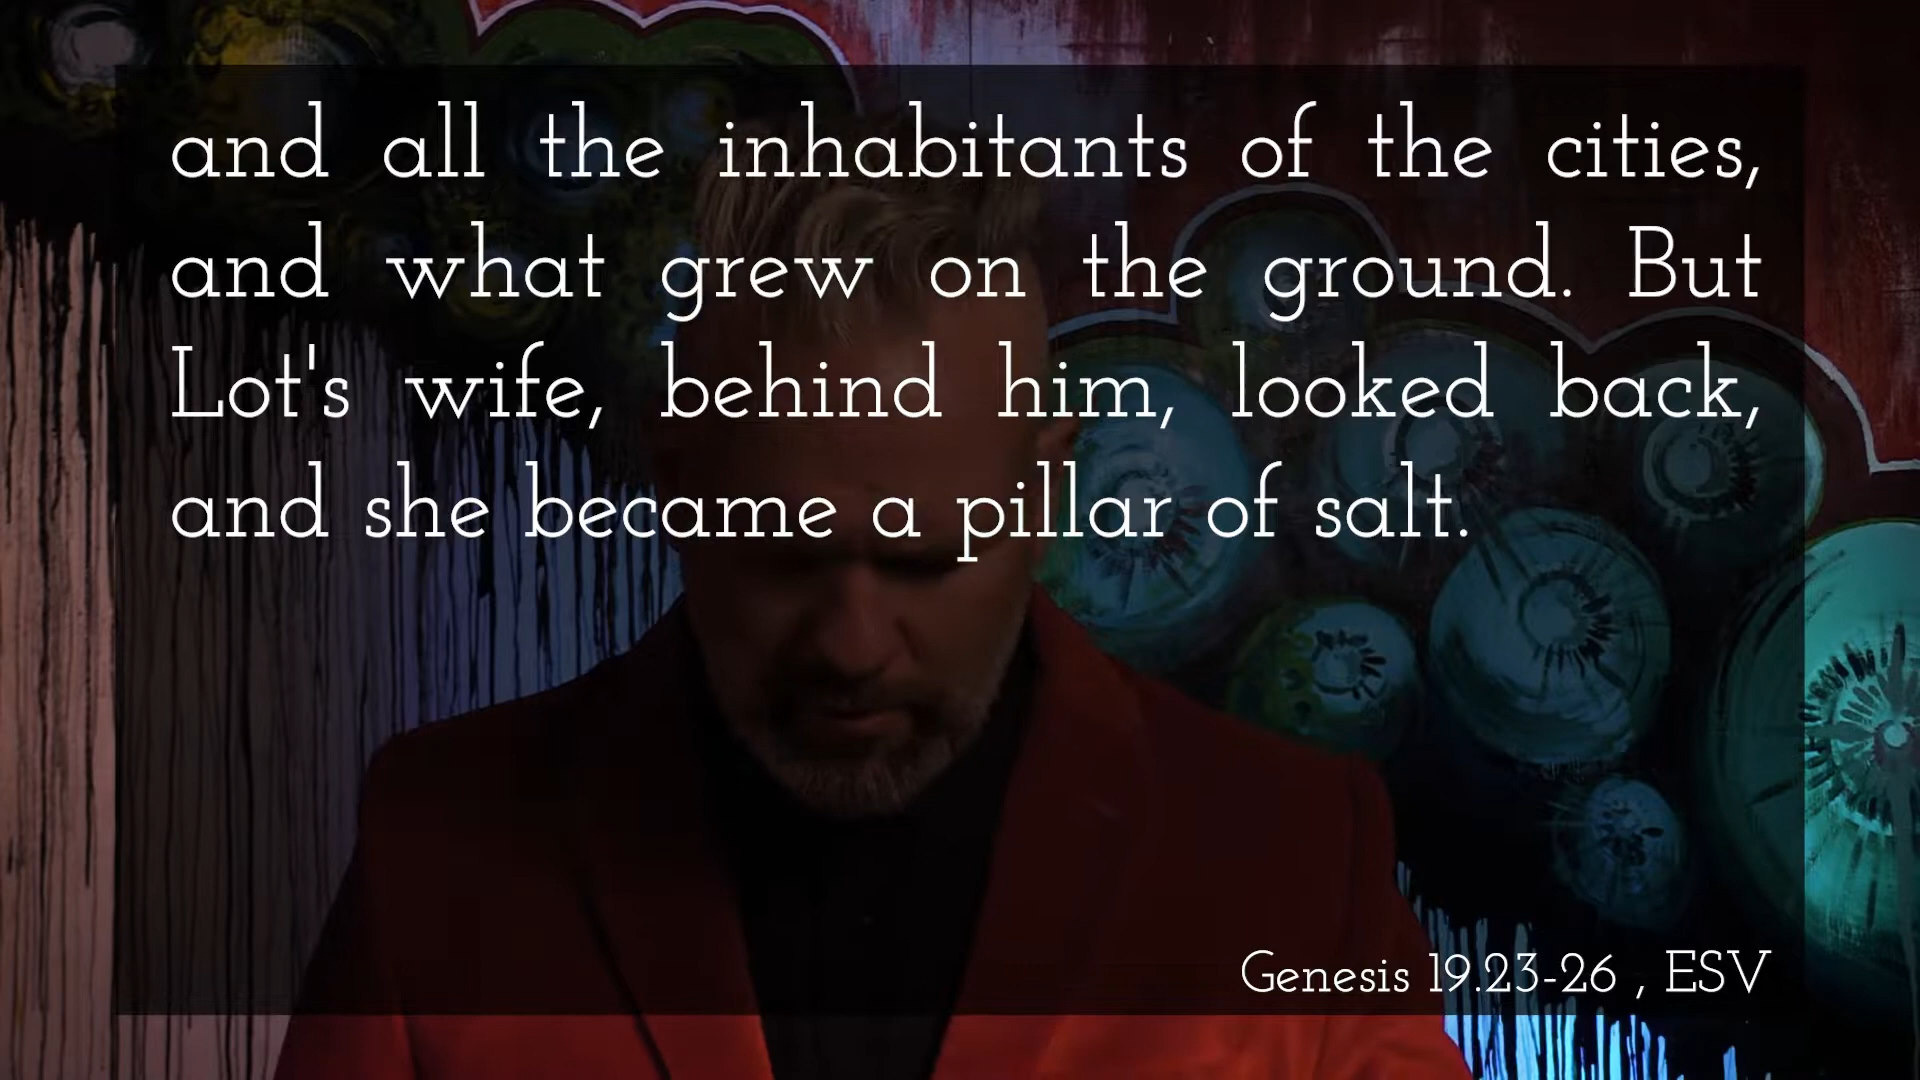 and all the inhabitants of the cities,
and what grew on the ground. But
Lot's wife, behind him, looked back,
and she became a pillar of salt.
Genesis 19.23-26 , ESV